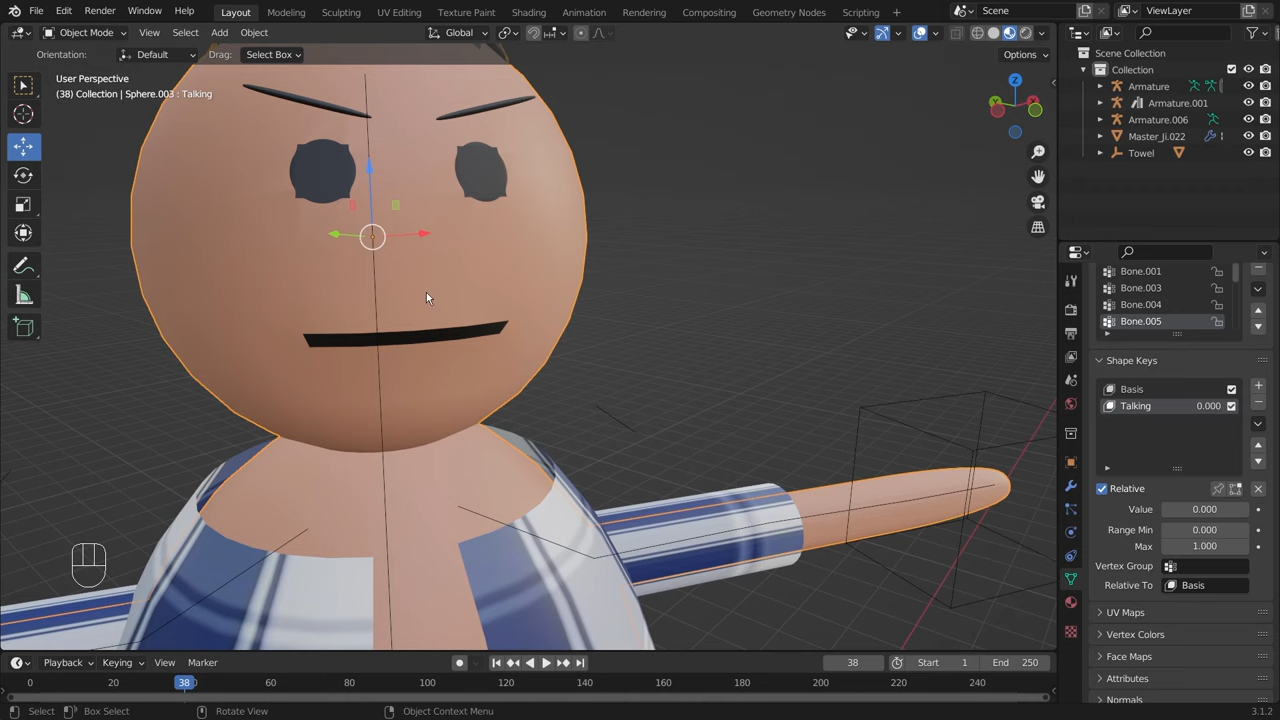 File Edit Render Window Help Layout Modeling Sculpting UV Editing Texture Paint Shading Animation Rendering Compositing Geometry Nodes Scripting Scene ViewLayer
Object Mode View Select Add Object Global
Orientation: Default Drag: Select Box Options
User Perspective
(38) Collection | Sphere.003 : Talking
Z
Scene Collection
Collection
Armature
Armature.001
Armature.006
Master_Ji.022
Towel
Bone.001
Bone.003
Bone.004
Bone.005
Shape Keys
Basis
Talking 0.000
Relative
Value 0.000
Range Min 0.000
Max 1.000
Vertex Group
Relative To Basis
UV Maps
Vertex Colors
Face Maps
Attributes
Normals
Playback Keying View Marker 38 Start 1 End 250
0 20 38 60 80 100 120 140 160 180 200 220 240
Select Box Select Rotate View Object Context Menu 3.1.2